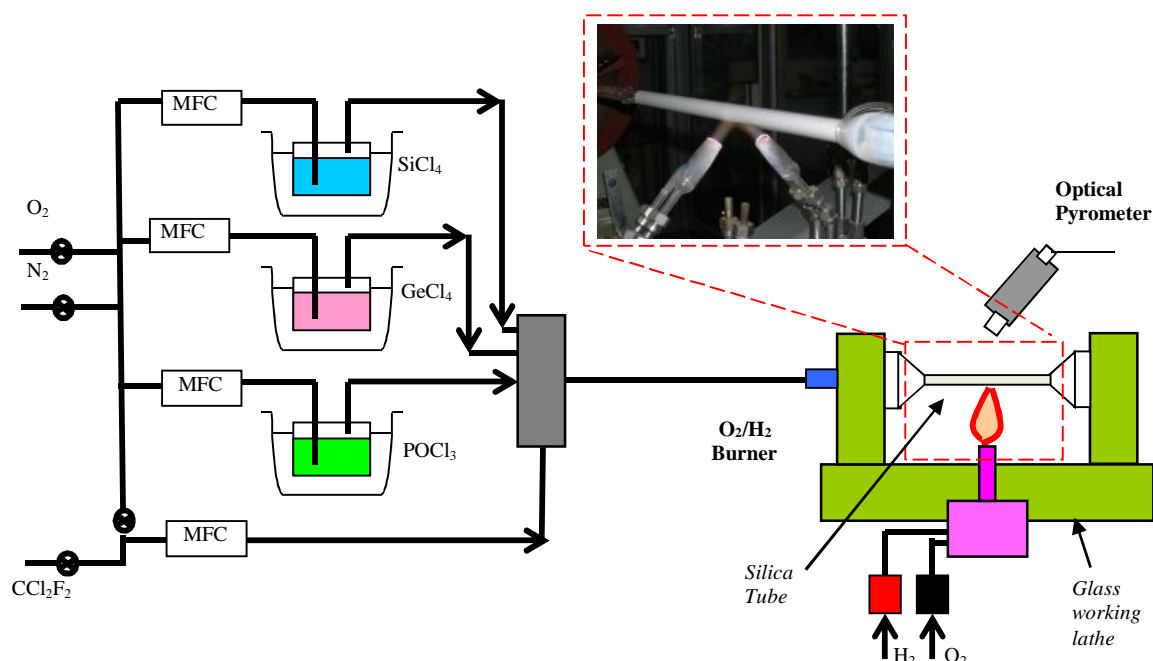 MFC
SiCl4
O2
MFC
N2
GeCl4
MFC
POCl3
MFC
CCl2F2
Optical
Pyrometer
O2/H2
Burner
Silica
Tube
Glass
working
lathe
H2
O2